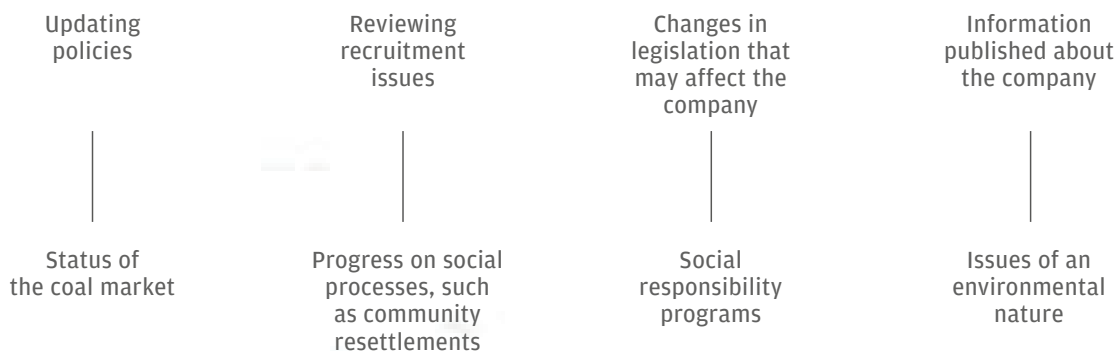 Updating
policies
Reviewing
recruitment
issues
Changes in
legislation that
may affect the
company
Information
published about
the company
Status of
the coal market
Progress on social
processes, such
as community
resettlements
Social
responsibility
programs
Issues of an
environmental
nature